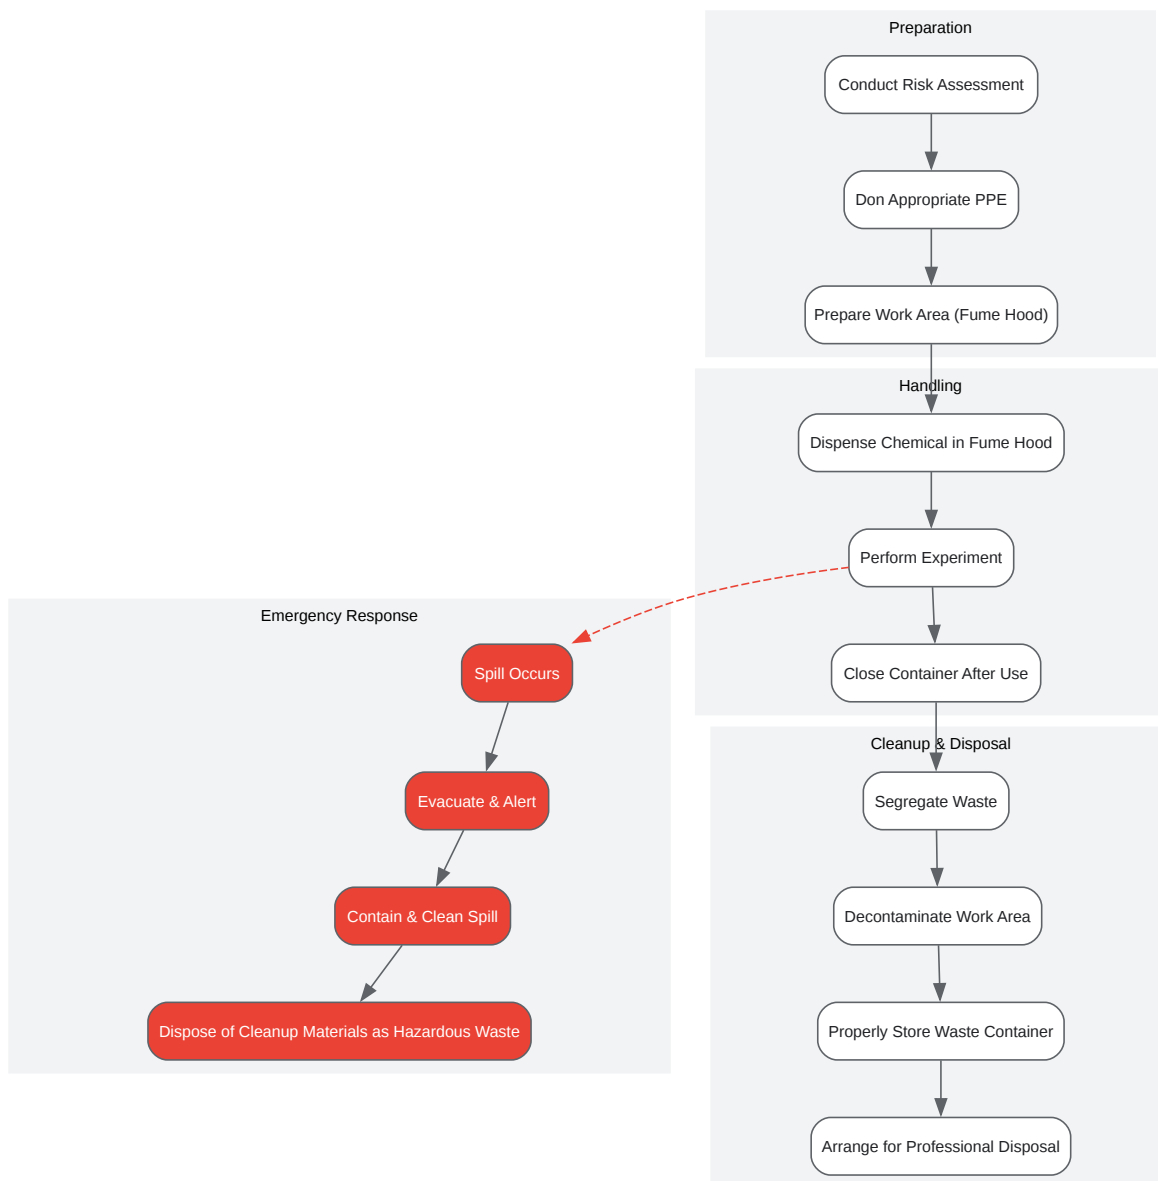 Preparation
Conduct Risk Assessment
Don Appropriate PPE
Prepare Work Area (Fume Hood)
Handling
Dispense Chemical in Fume Hood
Perform Experiment
Close Container After Use
Emergency Response
Spill Occurs
Evacuate & Alert
Contain & Clean Spill
Dispose of Cleanup Materials as Hazardous Waste
Cleanup & Disposal
Segregate Waste
Decontaminate Work Area
Properly Store Waste Container
Arrange for Professional Disposal